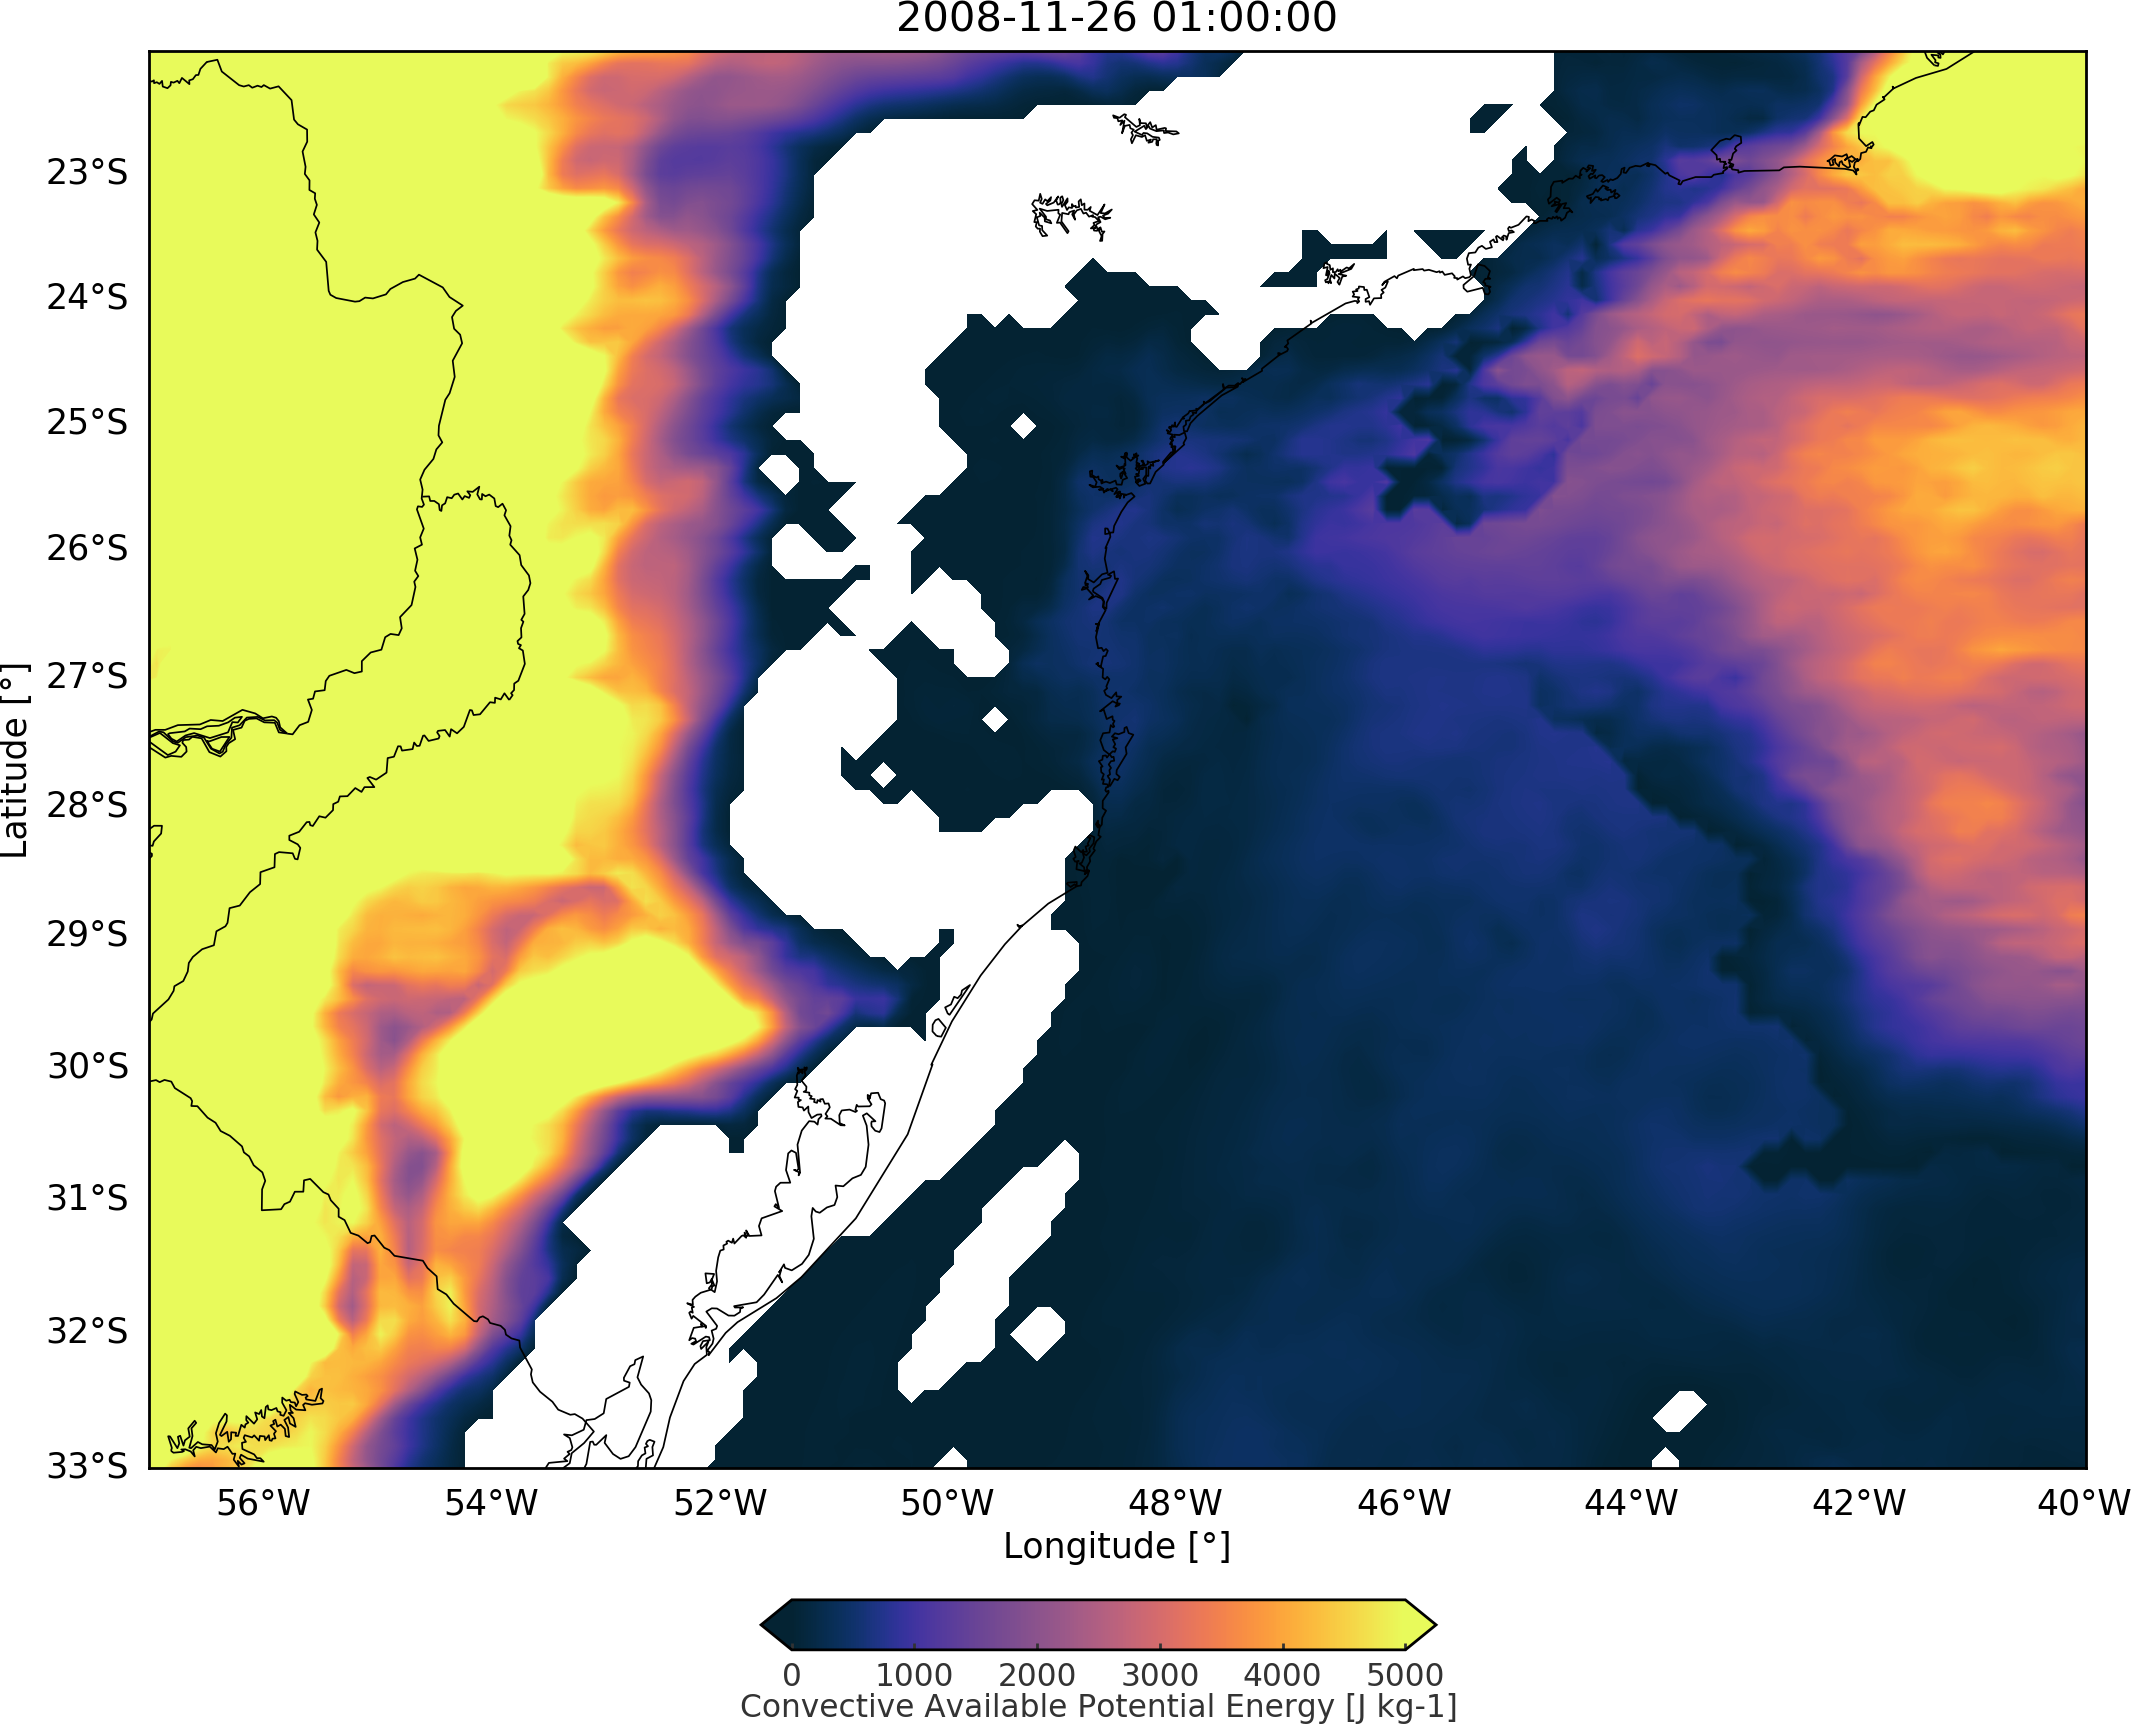 2008-11-26 01:00:00
Latitude [°]
23°S
24°S
25°S
26°S
27°S
28°S
29°S
30°S
31°S
32°S
33°S
56°W 54°W 52°W 50°W 48°W 46°W 44°W 42°W 40°W
Longitude [°]
0 1000 2000 3000 4000 5000
Convective Available Potential Energy [J kg-1]